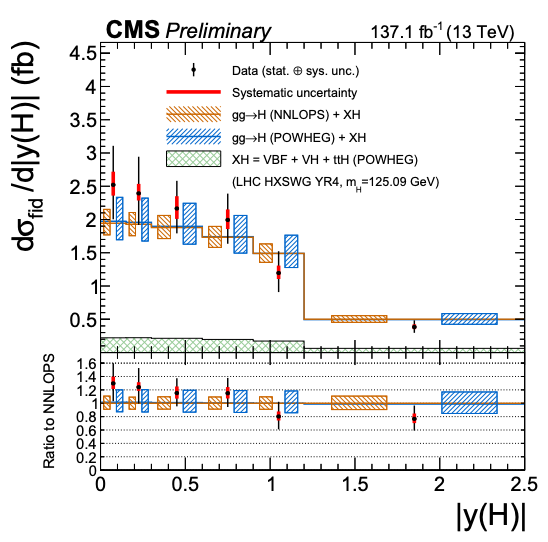 CMS Preliminary 137.1 fb⁻¹ (13 TeV)
dσfid /d|y(H)| (fb)
4.5
4
3.5
3
2.5
2
1.5
1
0.5
Data (stat. ⊕ sys. unc.)
Systematic uncertainty
gg→H (NNLOPS) + XH
gg→H (POWHEG) + XH
XH = VBF + VH + ttH (POWHEG)
(LHC HXSWG YR4, mH=125.09 GeV)
Ratio to NNLOPS
1.6
1.4
1.2
1
0.8
0.6
0.4
0.2
0
0 0.5 1 1.5 2 2.5
|y(H)|